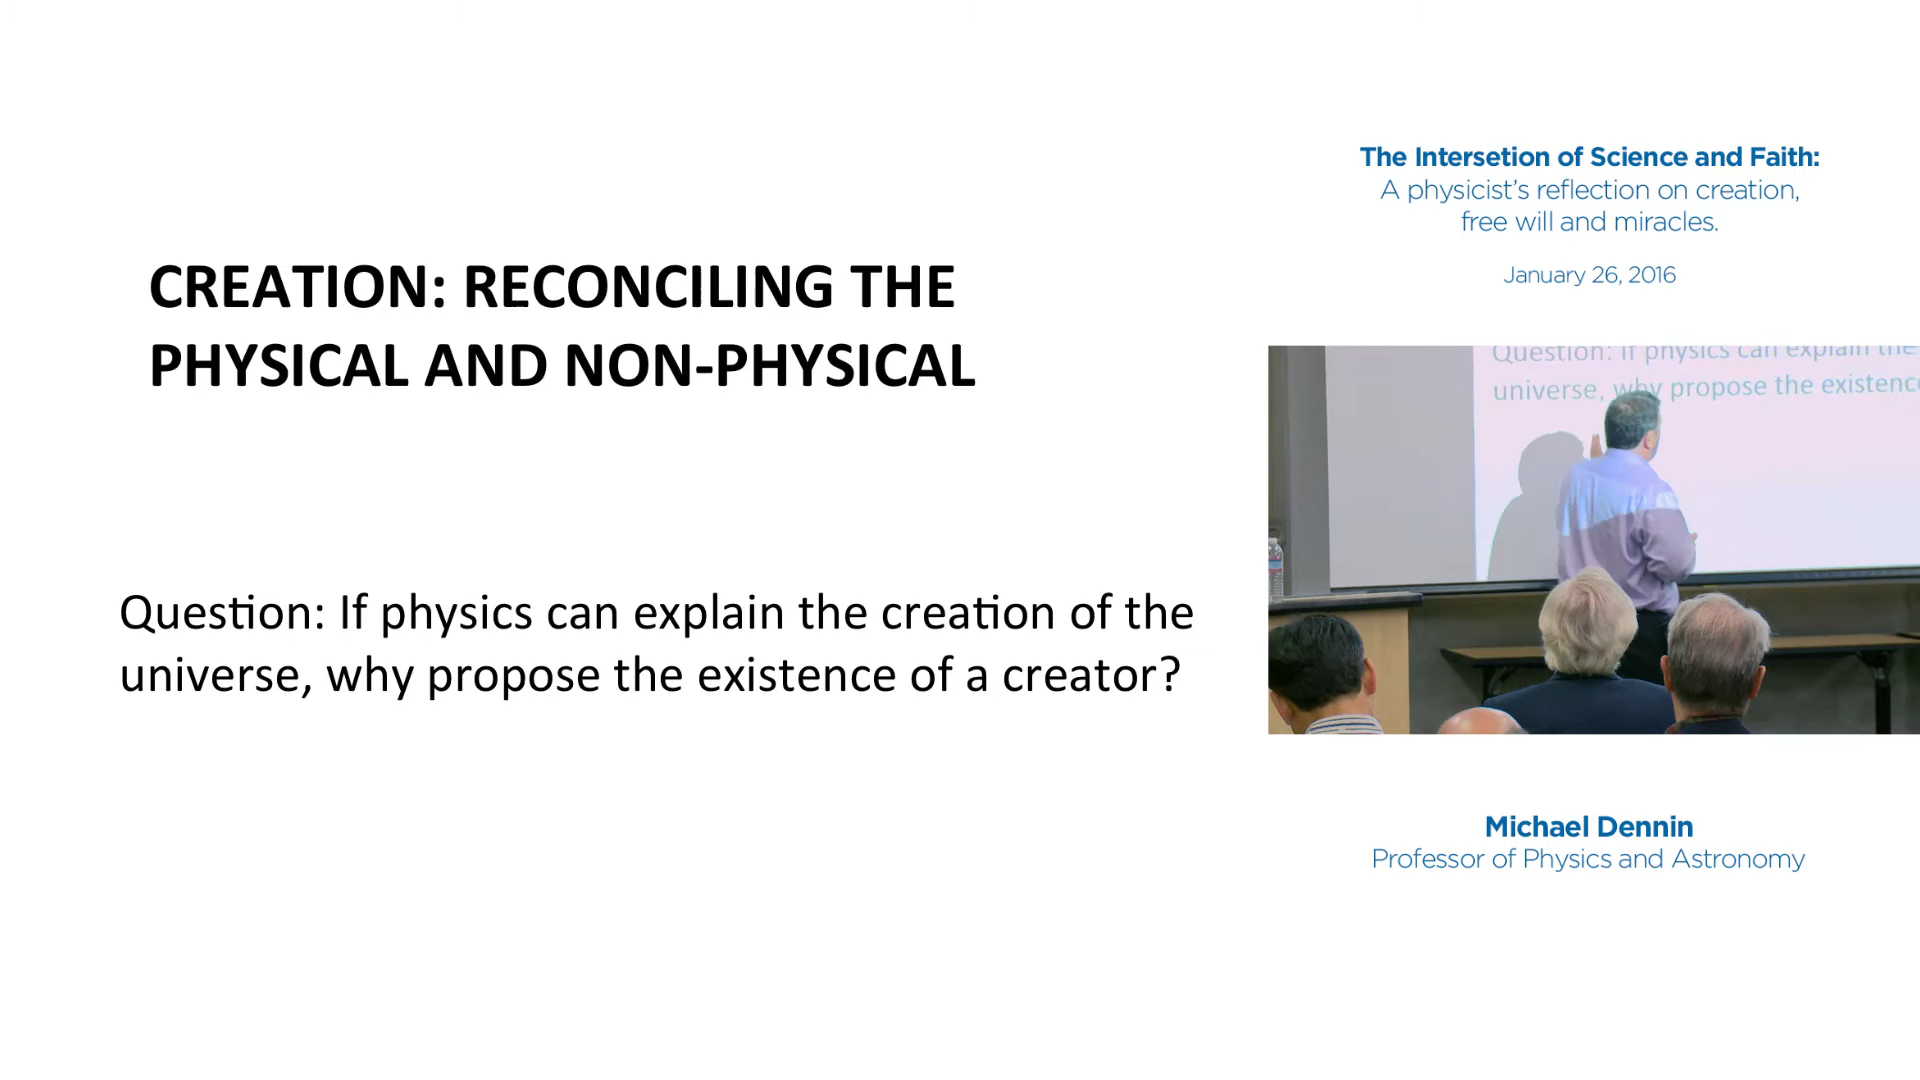 CREATION: RECONCILING THE
PHYSICAL AND NON-PHYSICAL
Question: If physics can explain the creation of the
universe, why propose the existence of a creator?
The Intersetion of Science and Faith:
A physicist's reflection on creation,
free will and miracles.
January 26, 2016
Question: If physics can explain the
universe, why propose the existence
Michael Dennin
Professor of Physics and Astronomy